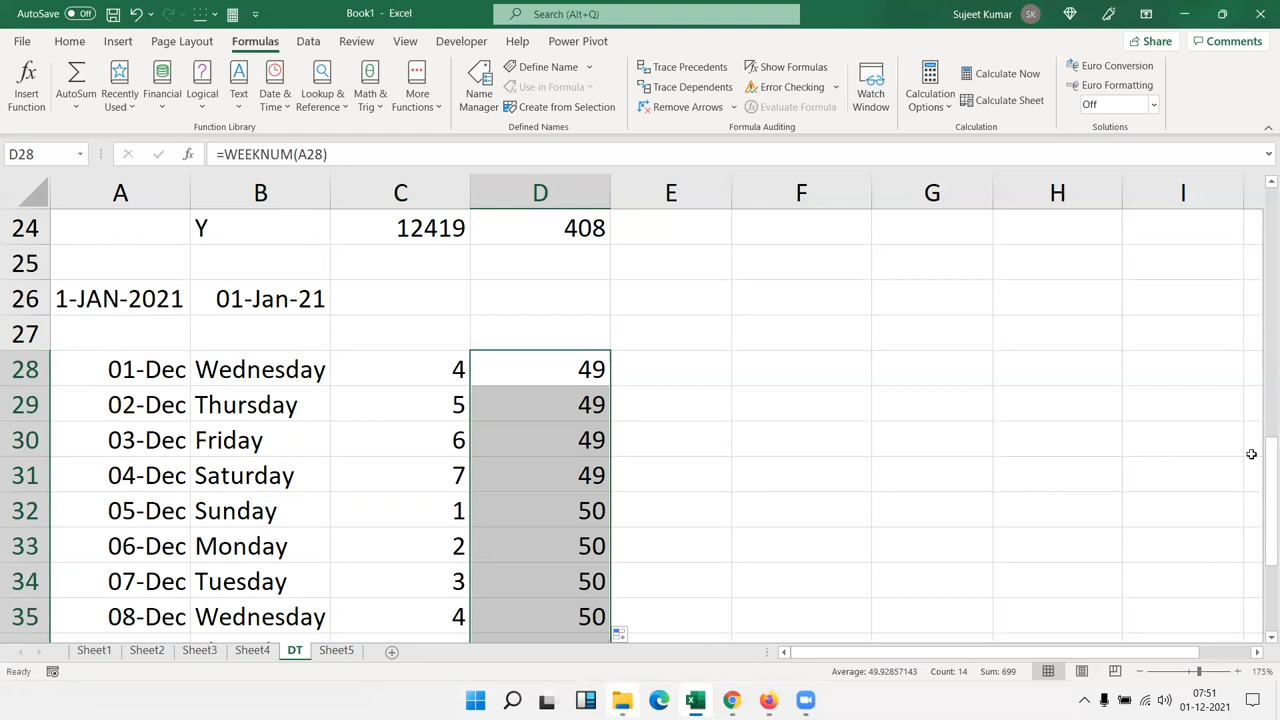 AutoSave Off Book1 - Excel Search (Alt+Q) Sujeet Kumar SK
File Home Insert Page Layout Formulas Data Review View Developer Help Power Pivot Share Comments
Insert Function
AutoSum
Recently Used
Financial
Logical
Text
Date & Time
Lookup & Reference
Math & Trig
More Functions
Function Library
Name Manager
Define Name
Use in Formula
Create from Selection
Defined Names
Trace Precedents
Trace Dependents
Remove Arrows
Show Formulas
Error Checking
Evaluate Formula
Formula Auditing
Watch Window
Calculation Options
Calculate Now
Calculate Sheet
Calculation
Euro Conversion
Euro Formatting
Off
Solutions
D28 fx =WEEKNUM(A28)
A B C D E F G H I
24 Y 12419 408
25
26 1-JAN-2021 01-Jan-21
27
28 01-Dec Wednesday 4 49
29 02-Dec Thursday 5 49
30 03-Dec Friday 6 49
31 04-Dec Saturday 7 49
32 05-Dec Sunday 1 50
33 06-Dec Monday 2 50
34 07-Dec Tuesday 3 50
35 08-Dec Wednesday 4 50
Sheet1 Sheet2 Sheet3 Sheet4 DT Sheet5
Ready Average: 49.92857143 Count: 14 Sum: 699 175%
07:51
01-12-2021